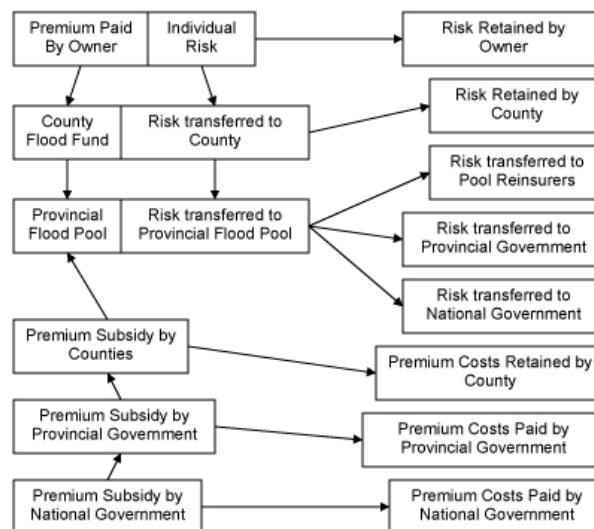 Premium Paid
By Owner
Individual
Risk
Risk Retained by
Owner
County
Flood Fund
Risk transferred to
County
Risk Retained by
County
Risk transferred to
Pool Reinsurers
Provincial
Flood Pool
Risk transferred to
Provincial Flood Pool
Risk transferred to
Provincial Government
Risk transferred to
National Government
Premium Subsidy by
Counties
Premium Costs Retained by
County
Premium Subsidy by
Provincial Government
Premium Costs Paid by
Provincial Government
Premium Subsidy by
National Government
Premium Costs Paid by
National Government